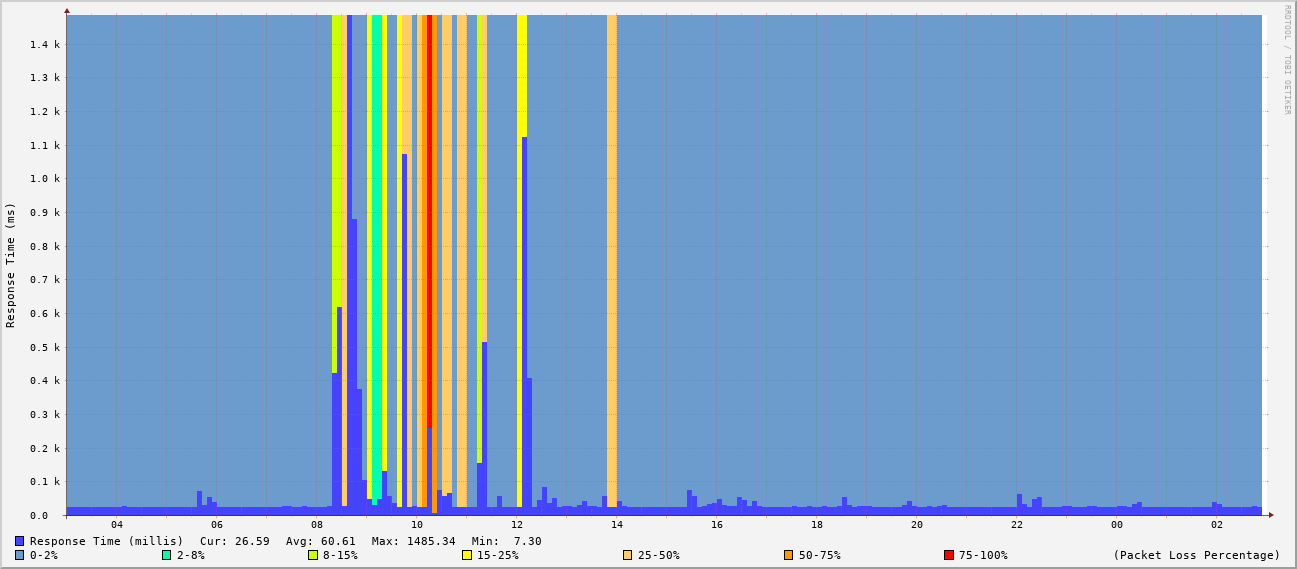 RRDTOOL / TOBI OETIKER
Response Time (ms)
1.4 k
1.3 k
1.2 k
1.1 k
1.0 k
0.9 k
0.8 k
0.7 k
0.6 k
0.5 k
0.4 k
0.3 k
0.2 k
0.1 k
0.0
04 06 08 10 12 14 16 18 20 22 00 02
Response Time (millis) Cur: 26.59 Avg: 60.61 Max: 1485.34 Min: 7.30
0-2% 2-8% 8-15% 15-25% 25-50% 50-75% 75-100% (Packet Loss Percentage)